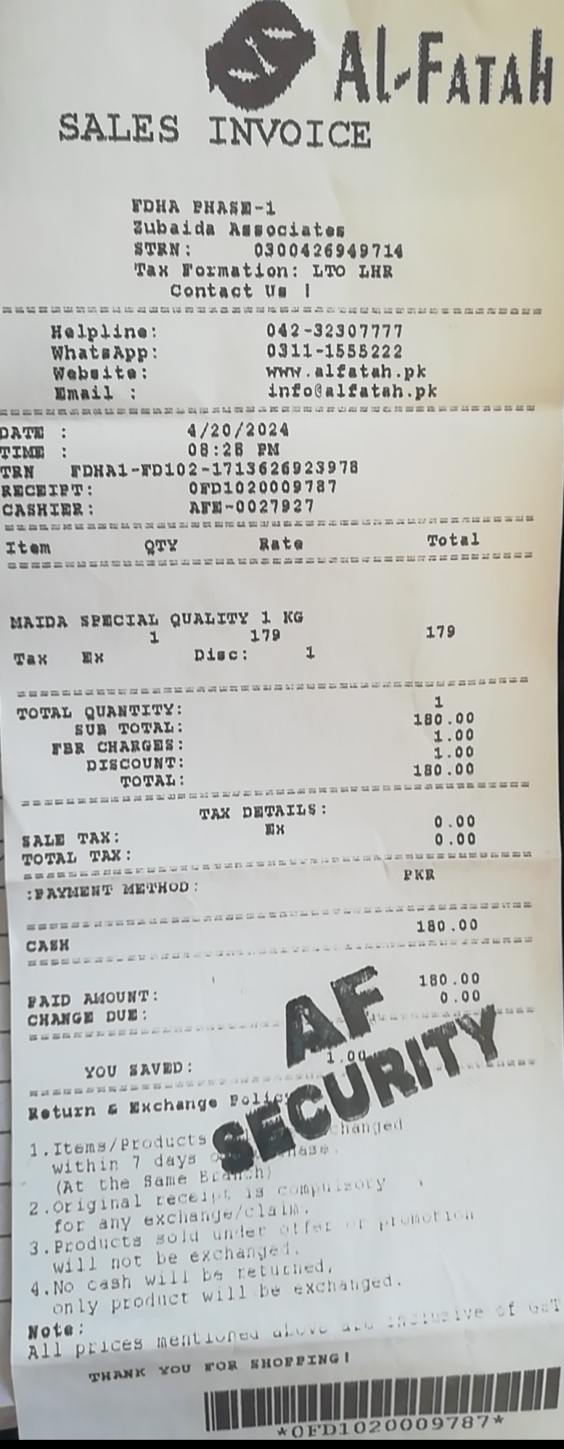 Al-Fatah
SALES INVOICE
FDHA PHASE-1
Zubaida Associates
STRN: 0300426949714
Tax Formation: LTO LHR
Contact Us !
Helpline: 042-32307777
WhatsApp: 0311-1555222
Website: www.alfatah.pk
Email : info@alfatah.pk
DATE : 4/20/2024
TIME : 08:28 PM
TRN FDHA1-FD102-1713626923978
RECEIPT: OFD1020009787
CASHIER: AFE-0027927
Item QTY Rate Total
MAIDA SPECIAL QUALITY 1 KG
1 179 179
Tax Ex Disc: 1
TOTAL QUANTITY: 1
SUB TOTAL: 180.00
FBR CHARGES: 1.00
DISCOUNT: 1.00
TOTAL: 180.00
TAX DETAILS:
Ex
SALE TAX: 0.00
TOTAL TAX: 0.00
:PAYMENT METHOD: PKR
CASH 180.00
PAID AMOUNT: 180.00
CHANGE DUE: 0.00
YOU SAVED: 1.00
AF
SECURITY
Return & Exchange Policy
1.Items/Products changed
within 7 days
(At the Same Branch)
2.Original receipt is compulsory
for any exchange/claim.
3.Products sold under offer or promotion
will not be exchanged.
4.No cash will be returned,
only product will be exchanged.
Note:
All prices mentioned above are inclusive of GST
THANK YOU FOR SHOPPING!
*OFD1020009787*